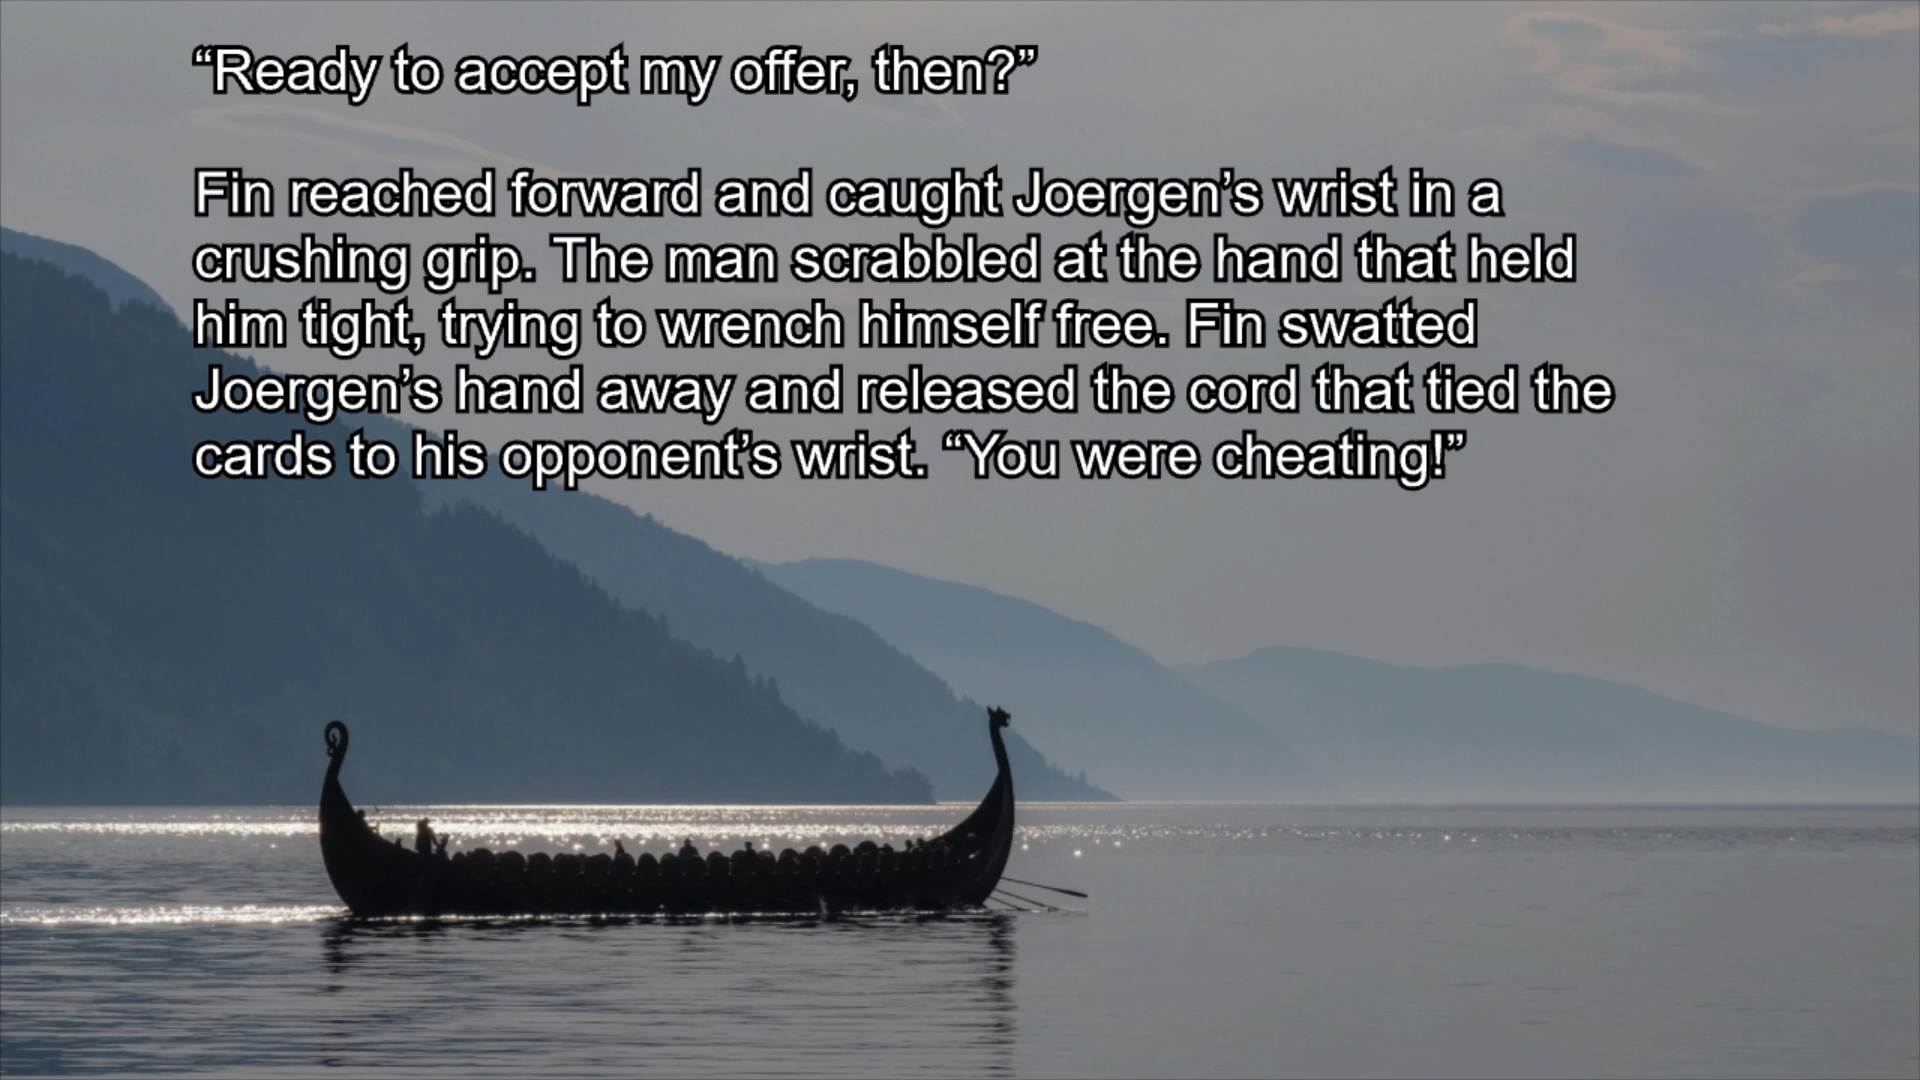 “Ready to accept my offer, then?”
Fin reached forward and caught Joergen’s wrist in a
crushing grip. The man scrabbled at the hand that held
him tight, trying to wrench himself free. Fin swatted
Joergen’s hand away and released the cord that tied the
cards to his opponent’s wrist. “You were cheating!”